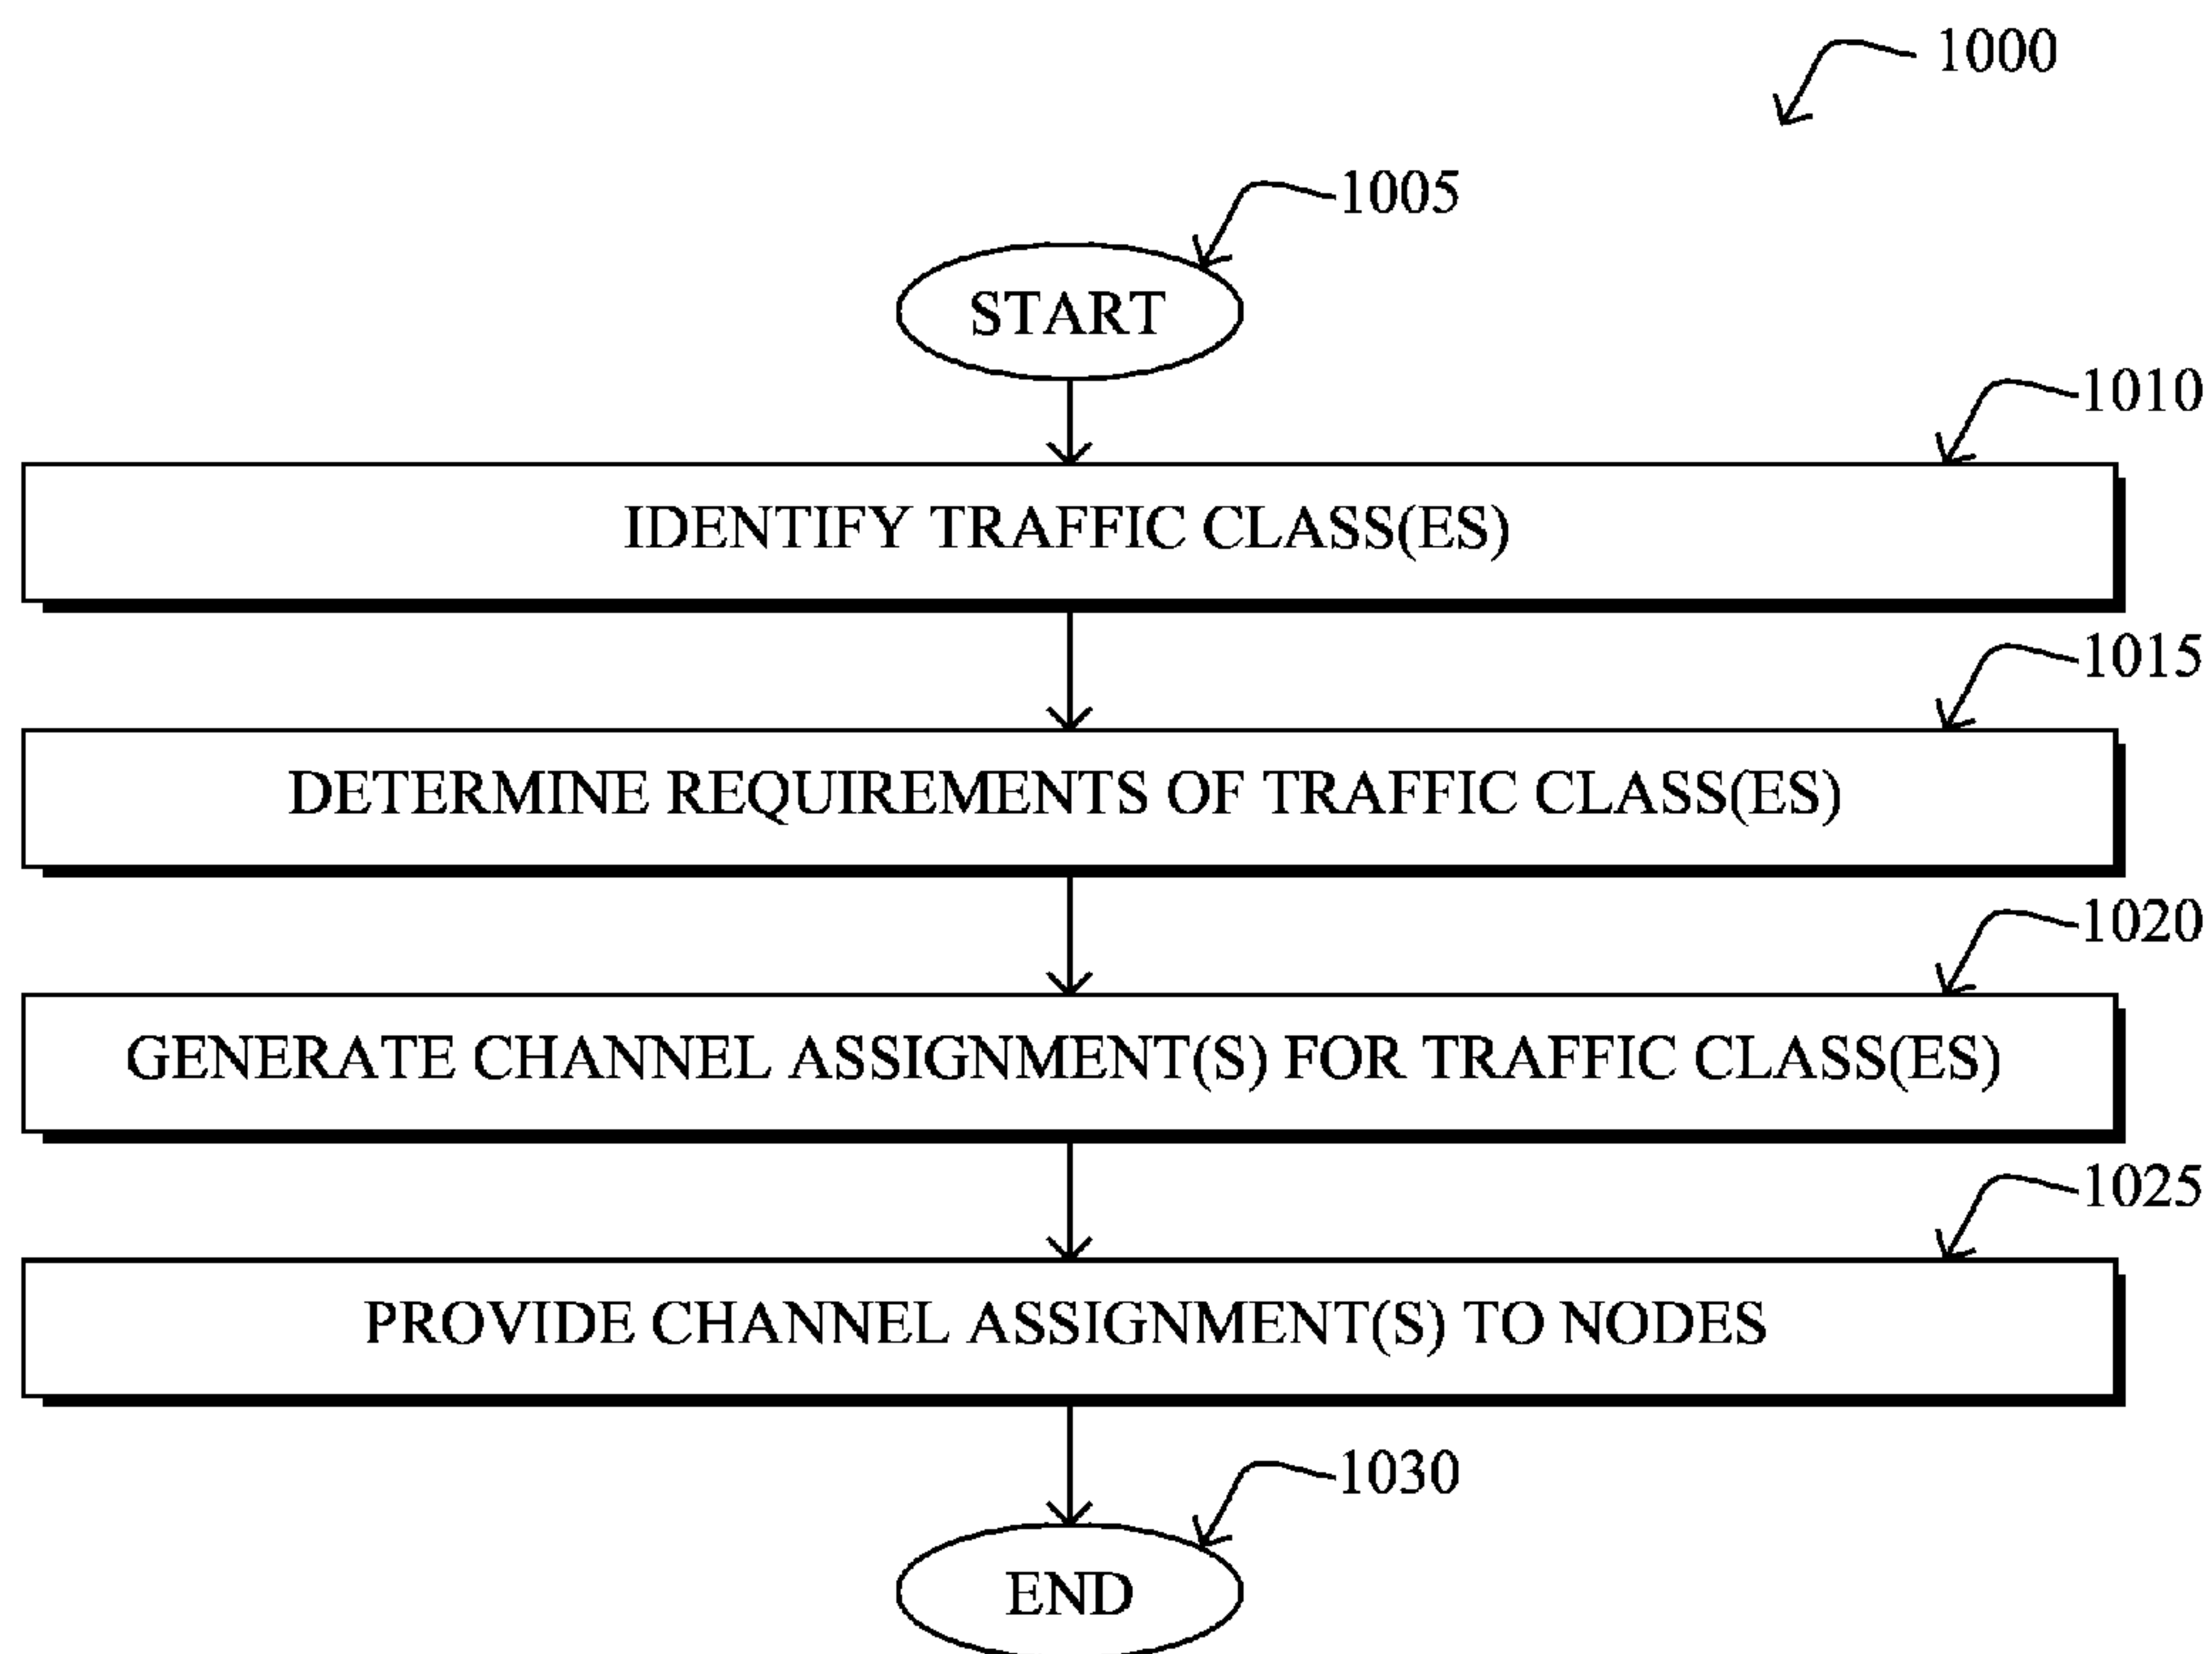 1000
1005
START
1010
IDENTIFY TRAFFIC CLASS(ES)
1015
DETERMINE REQUIREMENTS OF TRAFFIC CLASS(ES)
1020
GENERATE CHANNEL ASSIGNMENT(S) FOR TRAFFIC CLASS(ES)
1025
PROVIDE CHANNEL ASSIGNMENT(S) TO NODES
1030
END